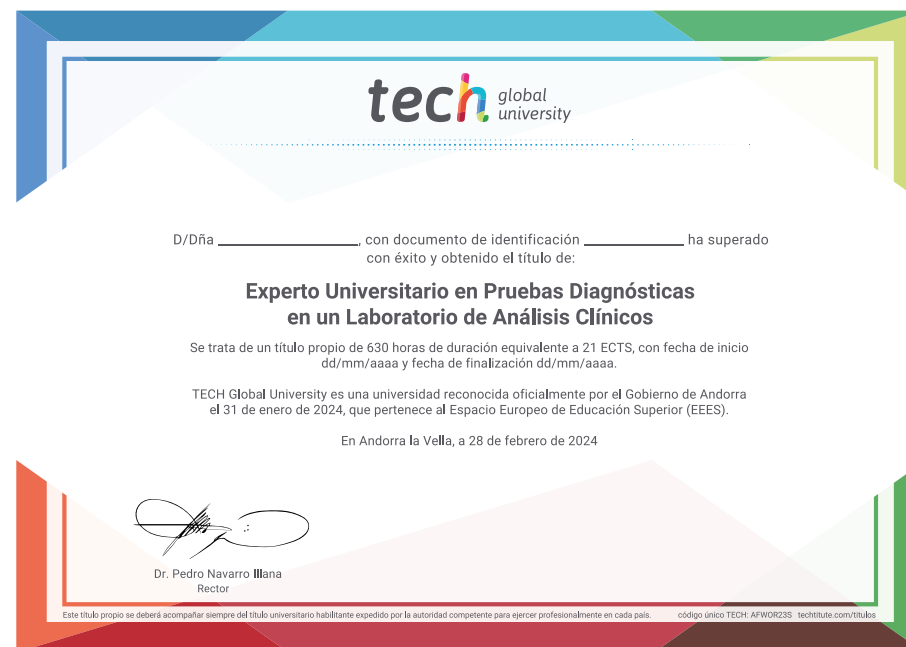 tech global university
D/Dña ____________________, con documento de identificación ______________ ha superado
con éxito y obtenido el título de:
Experto Universitario en Pruebas Diagnósticas
en un Laboratorio de Análisis Clínicos
Se trata de un título propio de 630 horas de duración equivalente a 21 ECTS, con fecha de inicio
dd/mm/aaaa y fecha de finalización dd/mm/aaaa.
TECH Global University es una universidad reconocida oficialmente por el Gobierno de Andorra
el 31 de enero de 2024, que pertenece al Espacio Europeo de Educación Superior (EEES).
En Andorra la Vella, a 28 de febrero de 2024
Dr. Pedro Navarro Illana
Rector
Este título propio se deberá acompañar siempre del título universitario habilitante expedido por la autoridad competente para ejercer profesionalmente en cada país. código único TECH: AFWOR23S techtitute.com/titulos